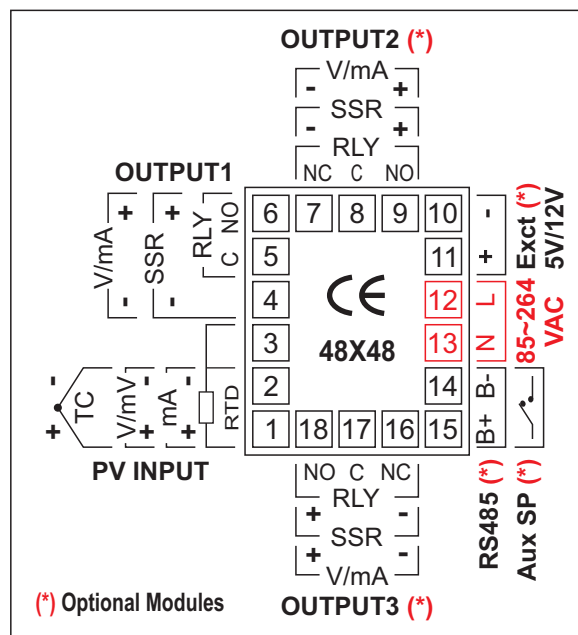 OUTPUT2 (*)
V/mA
- +
SSR
- +
RLY
NC C NO
OUTPUT1
V/mA
+ -
SSR
+ -
RLY
C NO
6 7 8 9 10
5 11
4 12
3 13
2 14
1 18 17 16 15
CE
48X48
- +
Exct (*)
5V/12V
L
N
85~264
VAC
B-
B+
RS485 (*)
Aux SP (*)
- +
TC
- +
V/mV
- +
mA
RTD
PV INPUT
NO C NC
RLY
+ -
SSR
+ -
V/mA
OUTPUT3 (*)
(*) Optional Modules